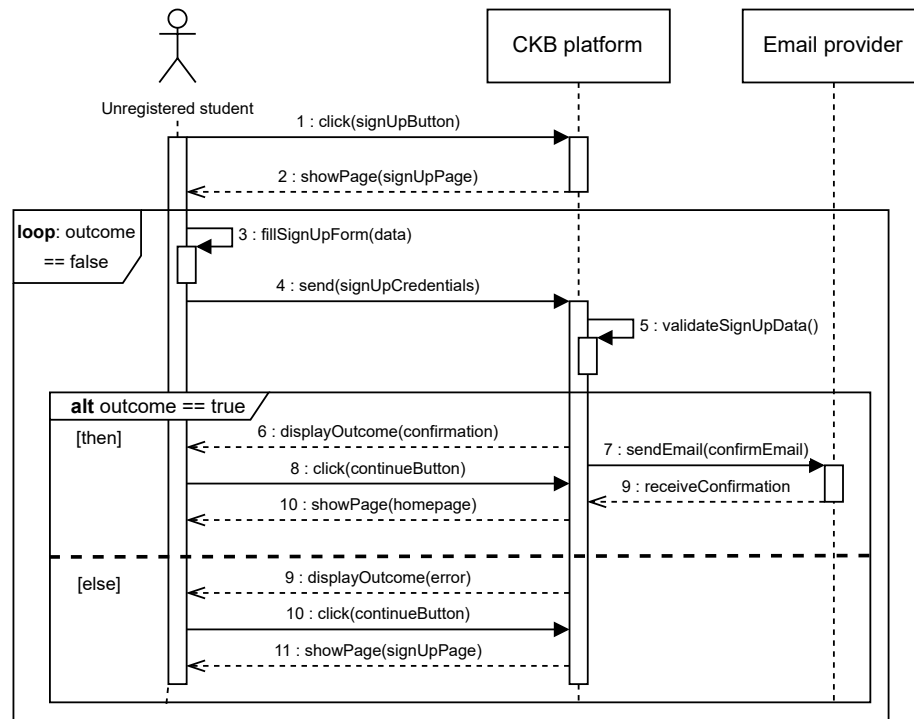 CKB platform
Email provider
Unregistered student
1 : click(signUpButton)
2 : showPage(signUpPage)
loop: outcome
== false
3 : fillSignUpForm(data)
4 : send(signUpCredentials)
5 : validateSignUpData()
alt outcome == true
[then]
6 : displayOutcome(confirmation)
7 : sendEmail(confirmEmail)
8 : click(continueButton)
9 : receiveConfirmation
10 : showPage(homepage)
[else]
9 : displayOutcome(error)
10 : click(continueButton)
11 : showPage(signUpPage)